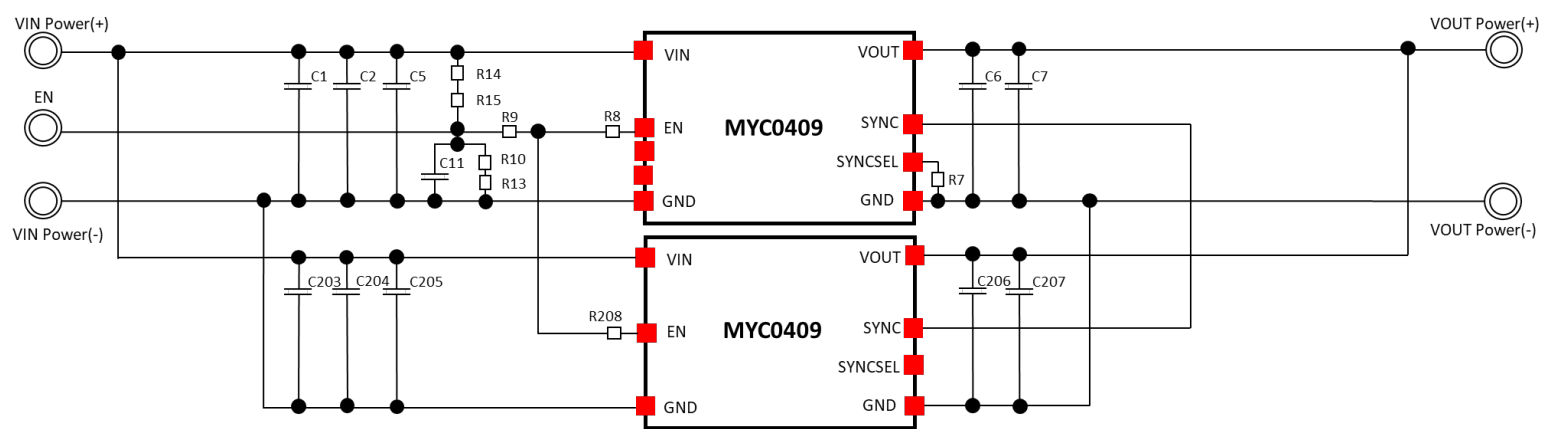 VIN Power(+)
VOUT Power(+)
VIN
VOUT
C1
C2
C5
R14
C6
C7
R15
EN
R9
R8
EN
MYC0409
SYNC
C11
R10
SYNCSEL
R13
R7
GND
GND
VIN Power(-)
VOUT Power(-)
VIN
VOUT
C203
C204
C205
C206
C207
R208
EN
MYC0409
SYNC
SYNCSEL
GND
GND